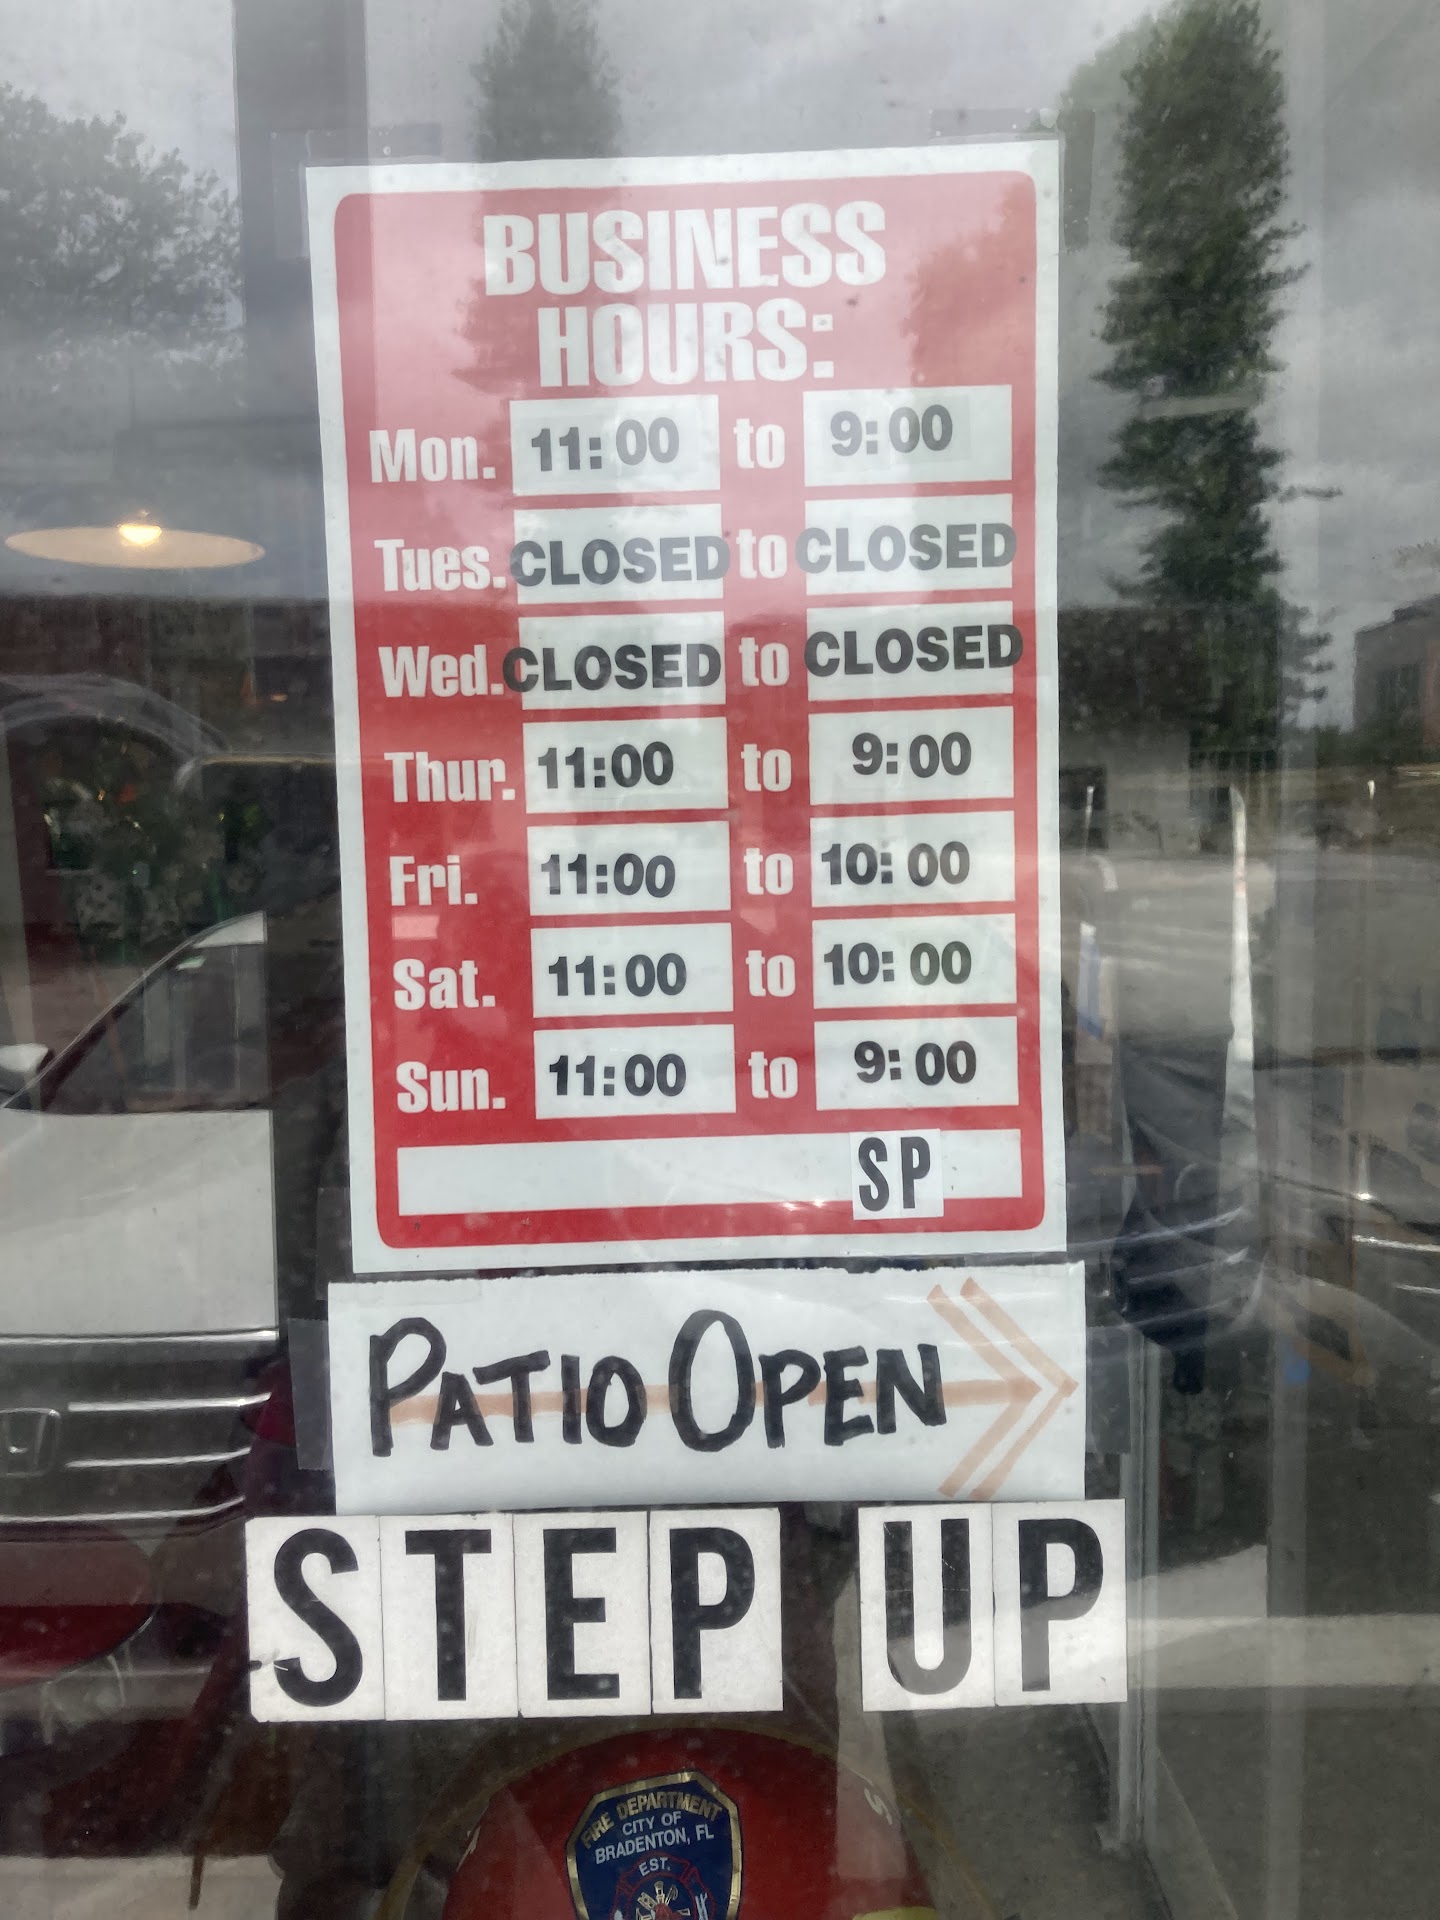 BUSINESS
HOURS:
Mon. 11:00 to 9:00
Tues. CLOSED to CLOSED
Wed. CLOSED to CLOSED
Thur. 11:00 to 9:00
Fri. 11:00 to 10:00
Sat. 11:00 to 10:00
Sun. 11:00 to 9:00
SP
PATIO OPEN
STEP UP
FIRE DEPARTMENT
CITY OF
BRADENTON, FL
EST.